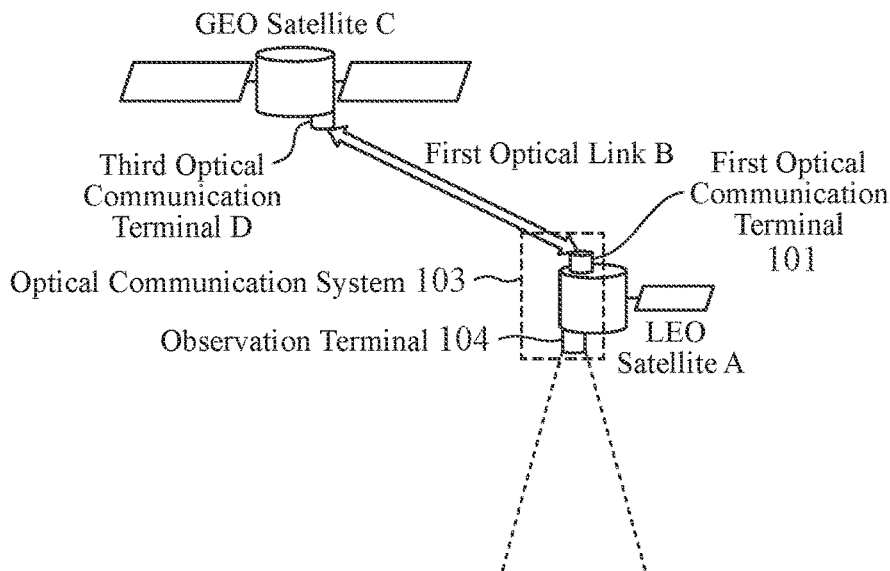 GEO Satellite C
First Optical Link B
Third Optical
Communication
Terminal D
First Optical
Communication
Terminal
101
Optical Communication System 103
Observation Terminal 104
LEO
Satellite A